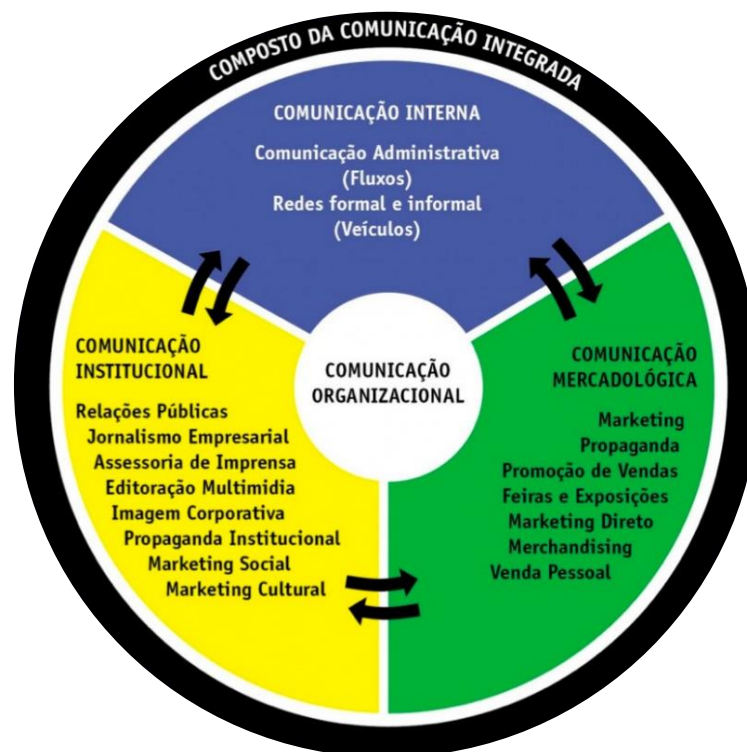 COMPOSTO DA COMUNICAÇÃO INTEGRADA
COMUNICAÇÃO INTERNA
Comunicação Administrativa
(Fluxos)
Redes formal e informal
(Veículos)
COMUNICAÇÃO
INSTITUCIONAL
Relações Públicas
Jornalismo Empresarial
Assessoria de Imprensa
Editoração Multimidia
Imagem Corporativa
Propaganda Institucional
Marketing Social
Marketing Cultural
COMUNICAÇÃO
ORGANIZACIONAL
COMUNICAÇÃO
MERCADOLÓGICA
Marketing
Propaganda
Promoção de Vendas
Feiras e Exposições
Marketing Direto
Merchandising
Venda Pessoal